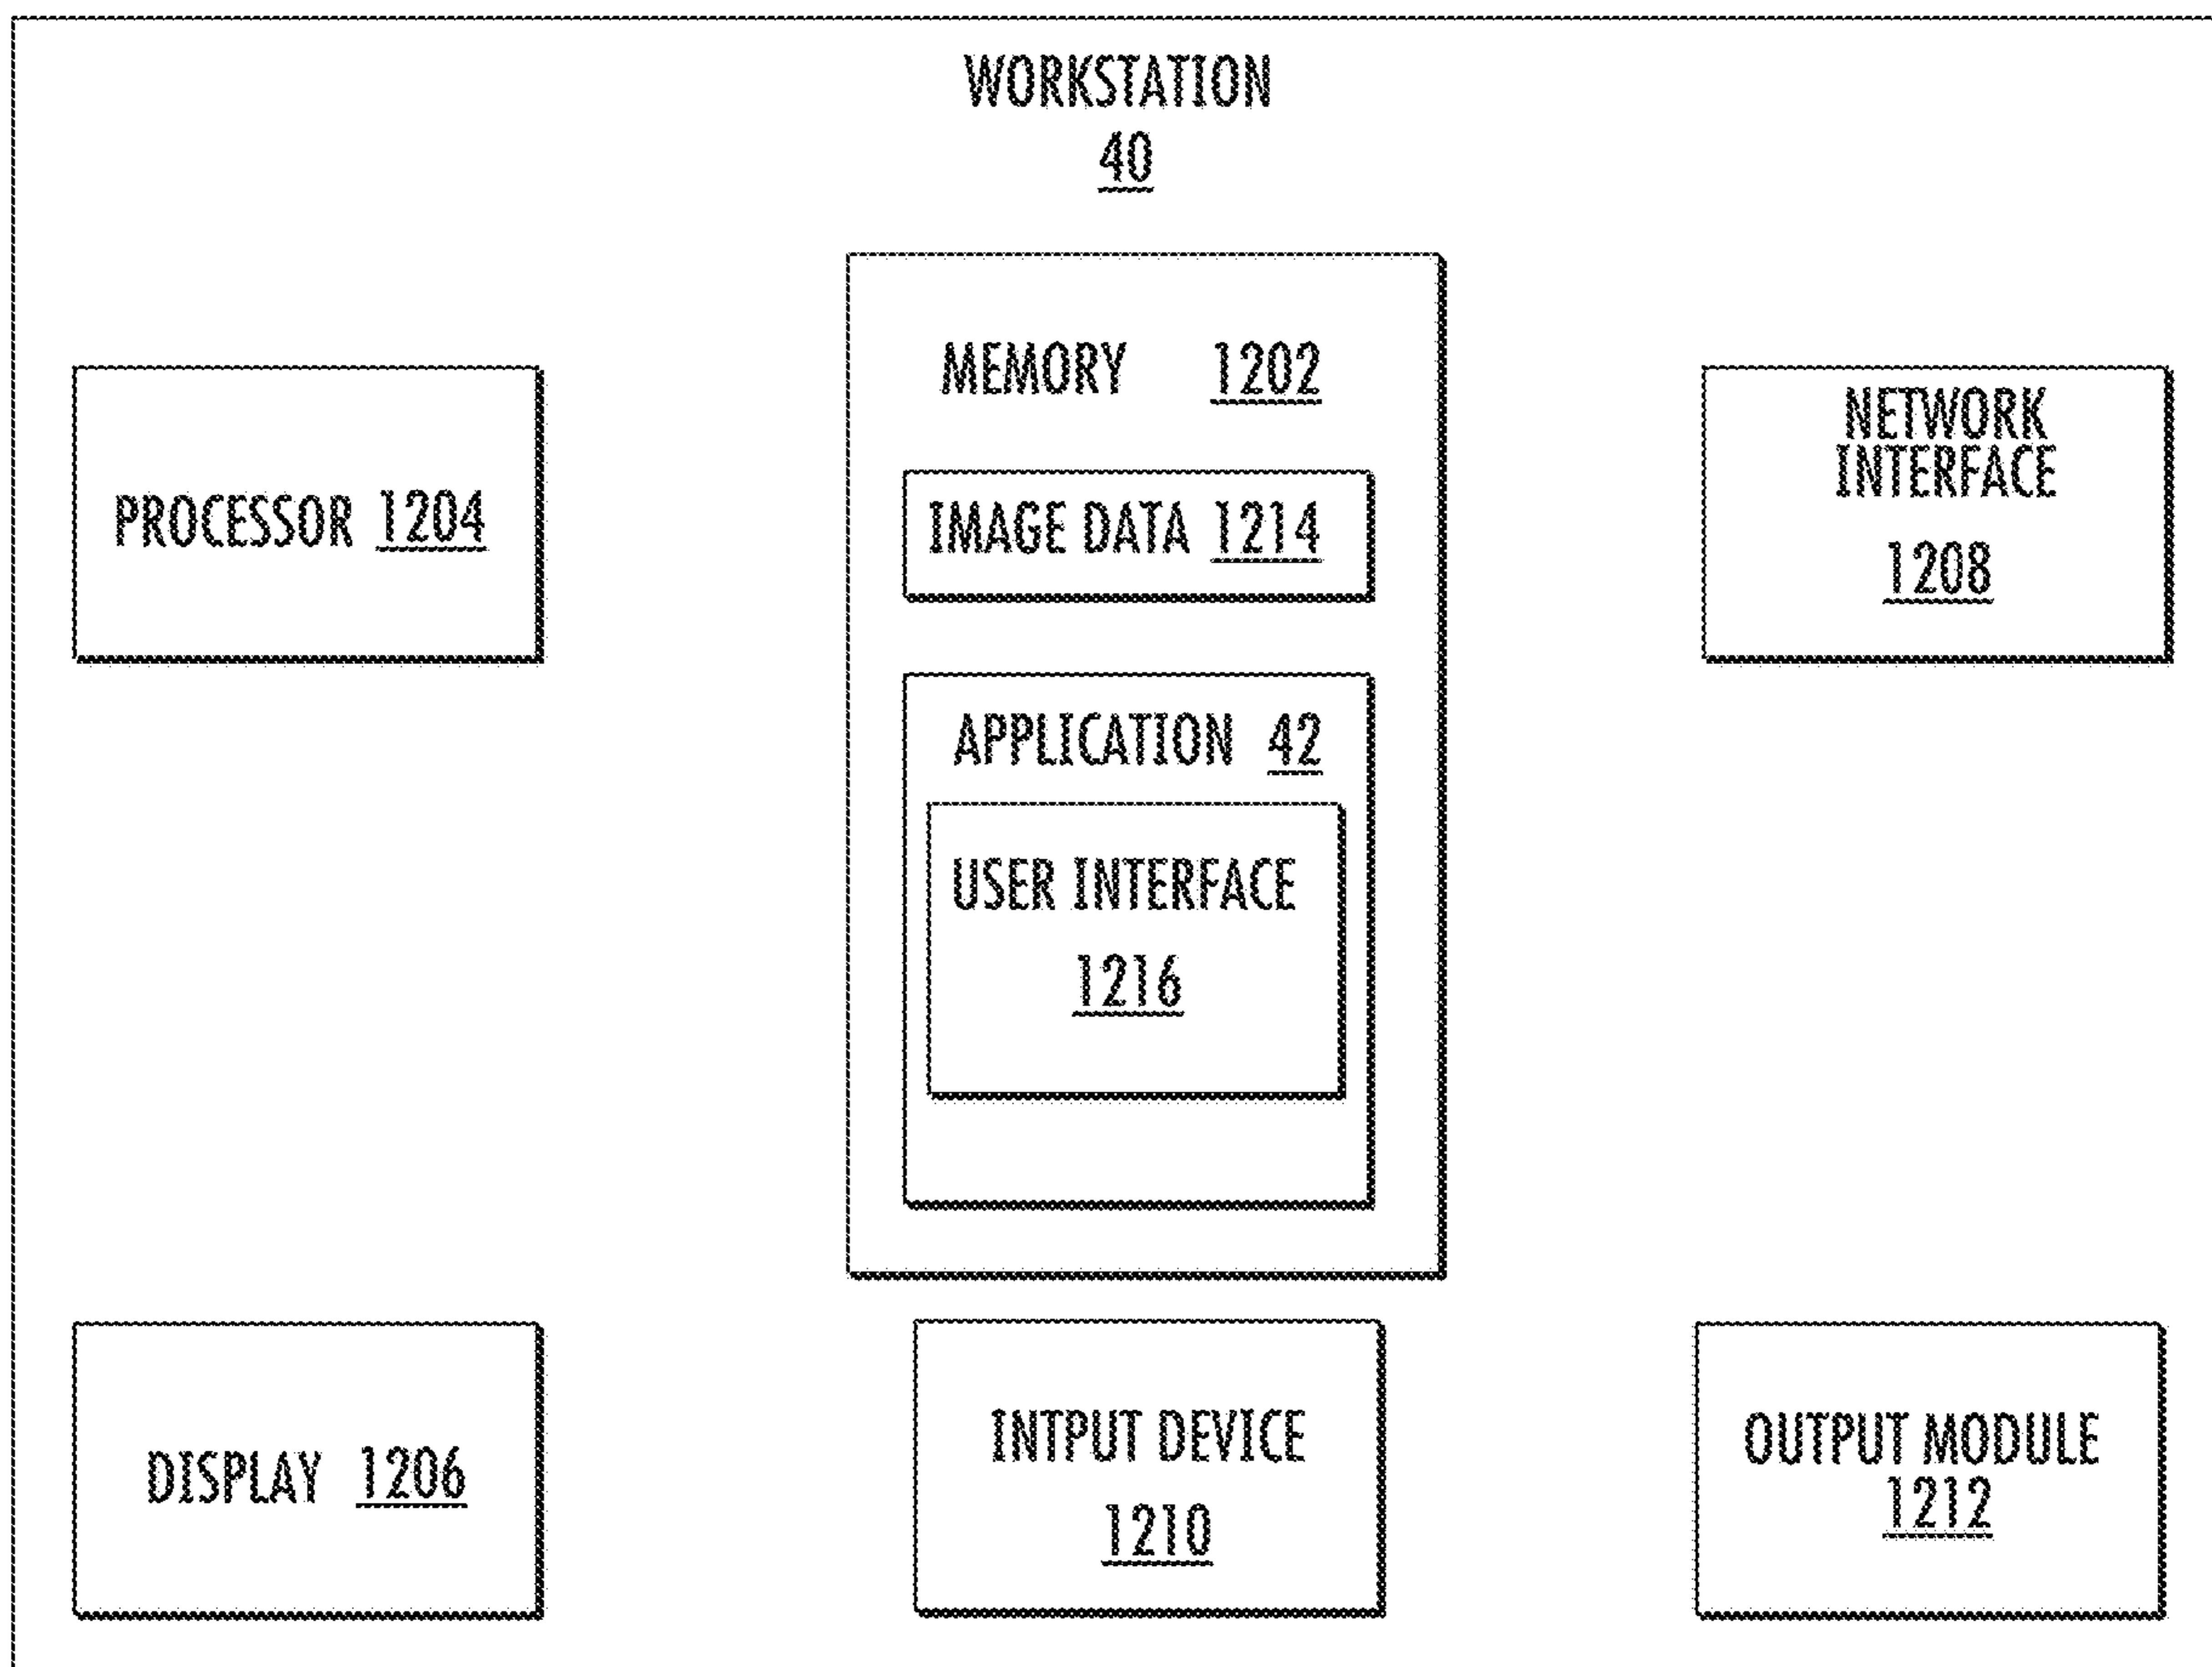 WORKSTATION
40
MEMORY 1202
PROCESSOR 1204
IMAGE DATA 1214
NETWORK
INTERFACE
1208
APPLICATION 42
USER INTERFACE
1216
DISPLAY 1206
INTPUT DEVICE
1210
OUTPUT MODULE
1212